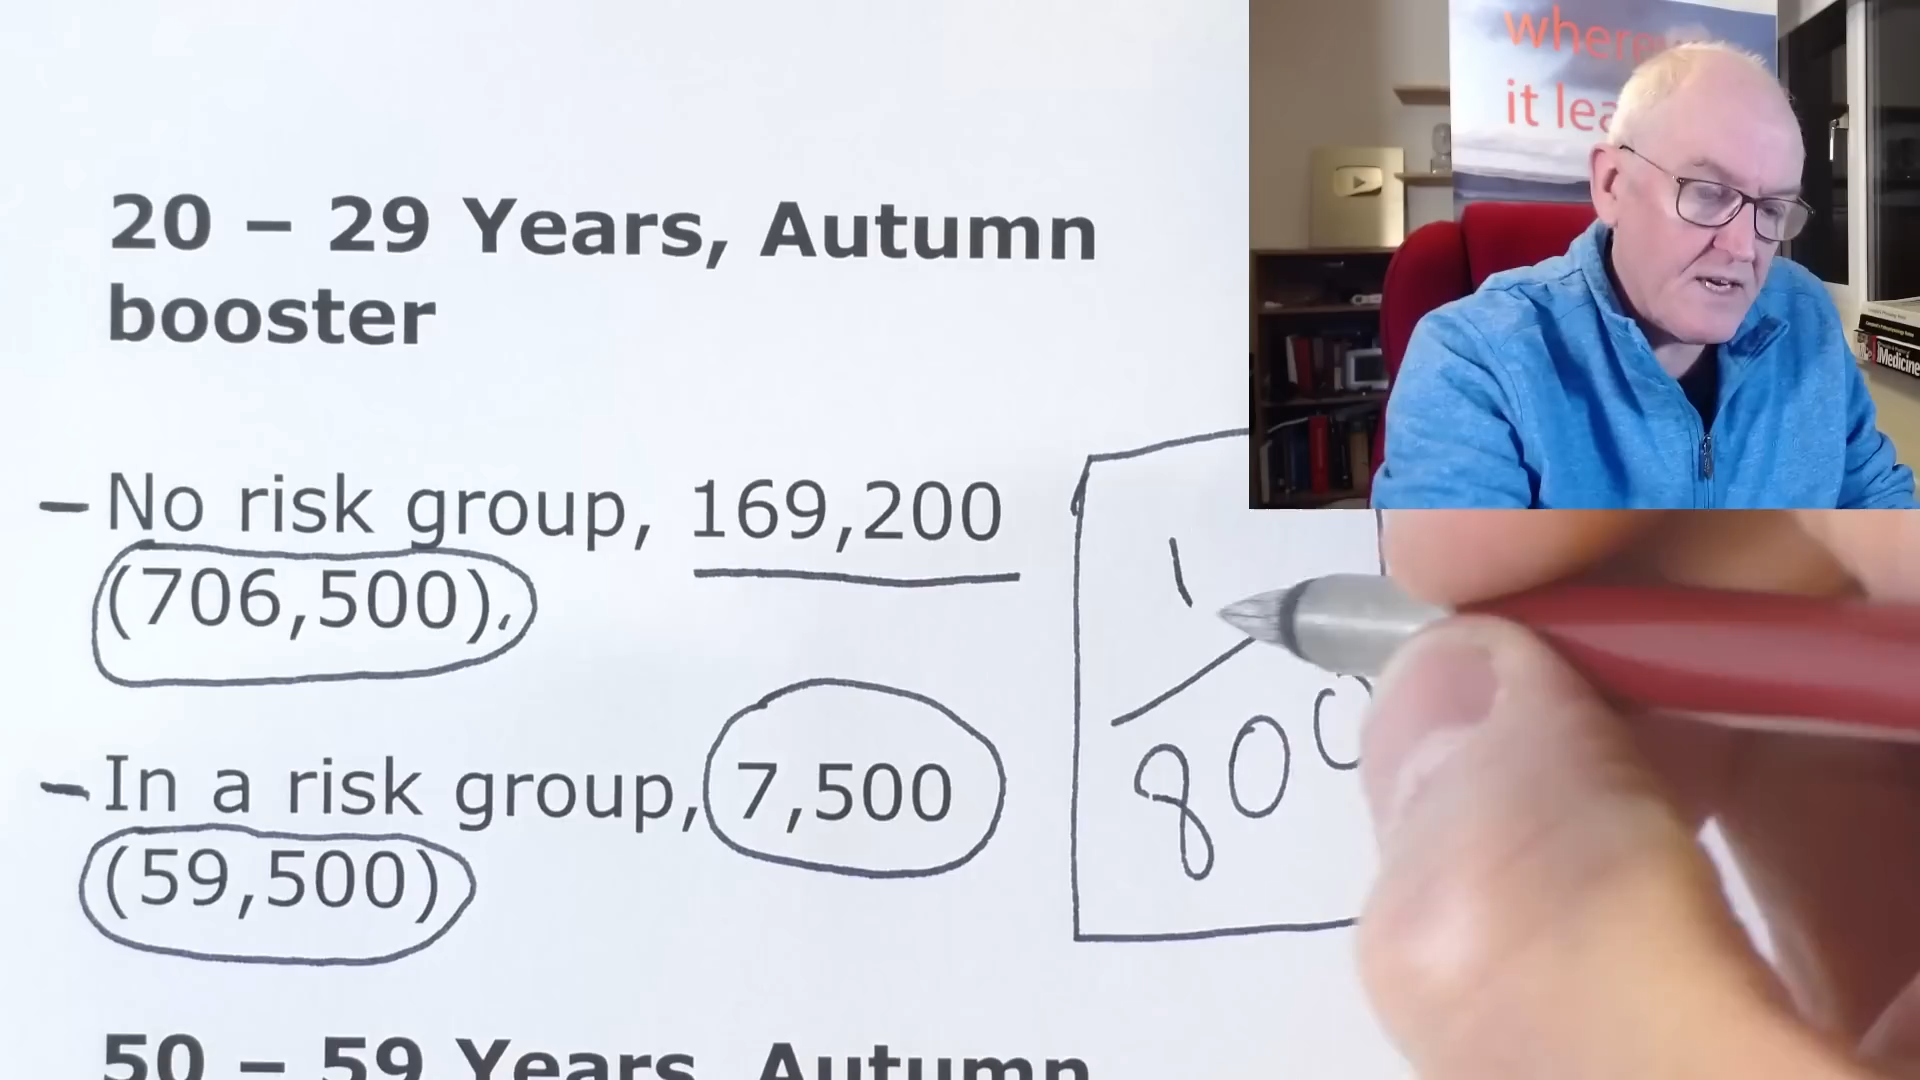 20 – 29 Years, Autumn
booster
– No risk group, 169,200
(706,500),
– In a risk group, 7,500
(59,500)
50 – 59 Years, Autumn
1
800
it
Medicine